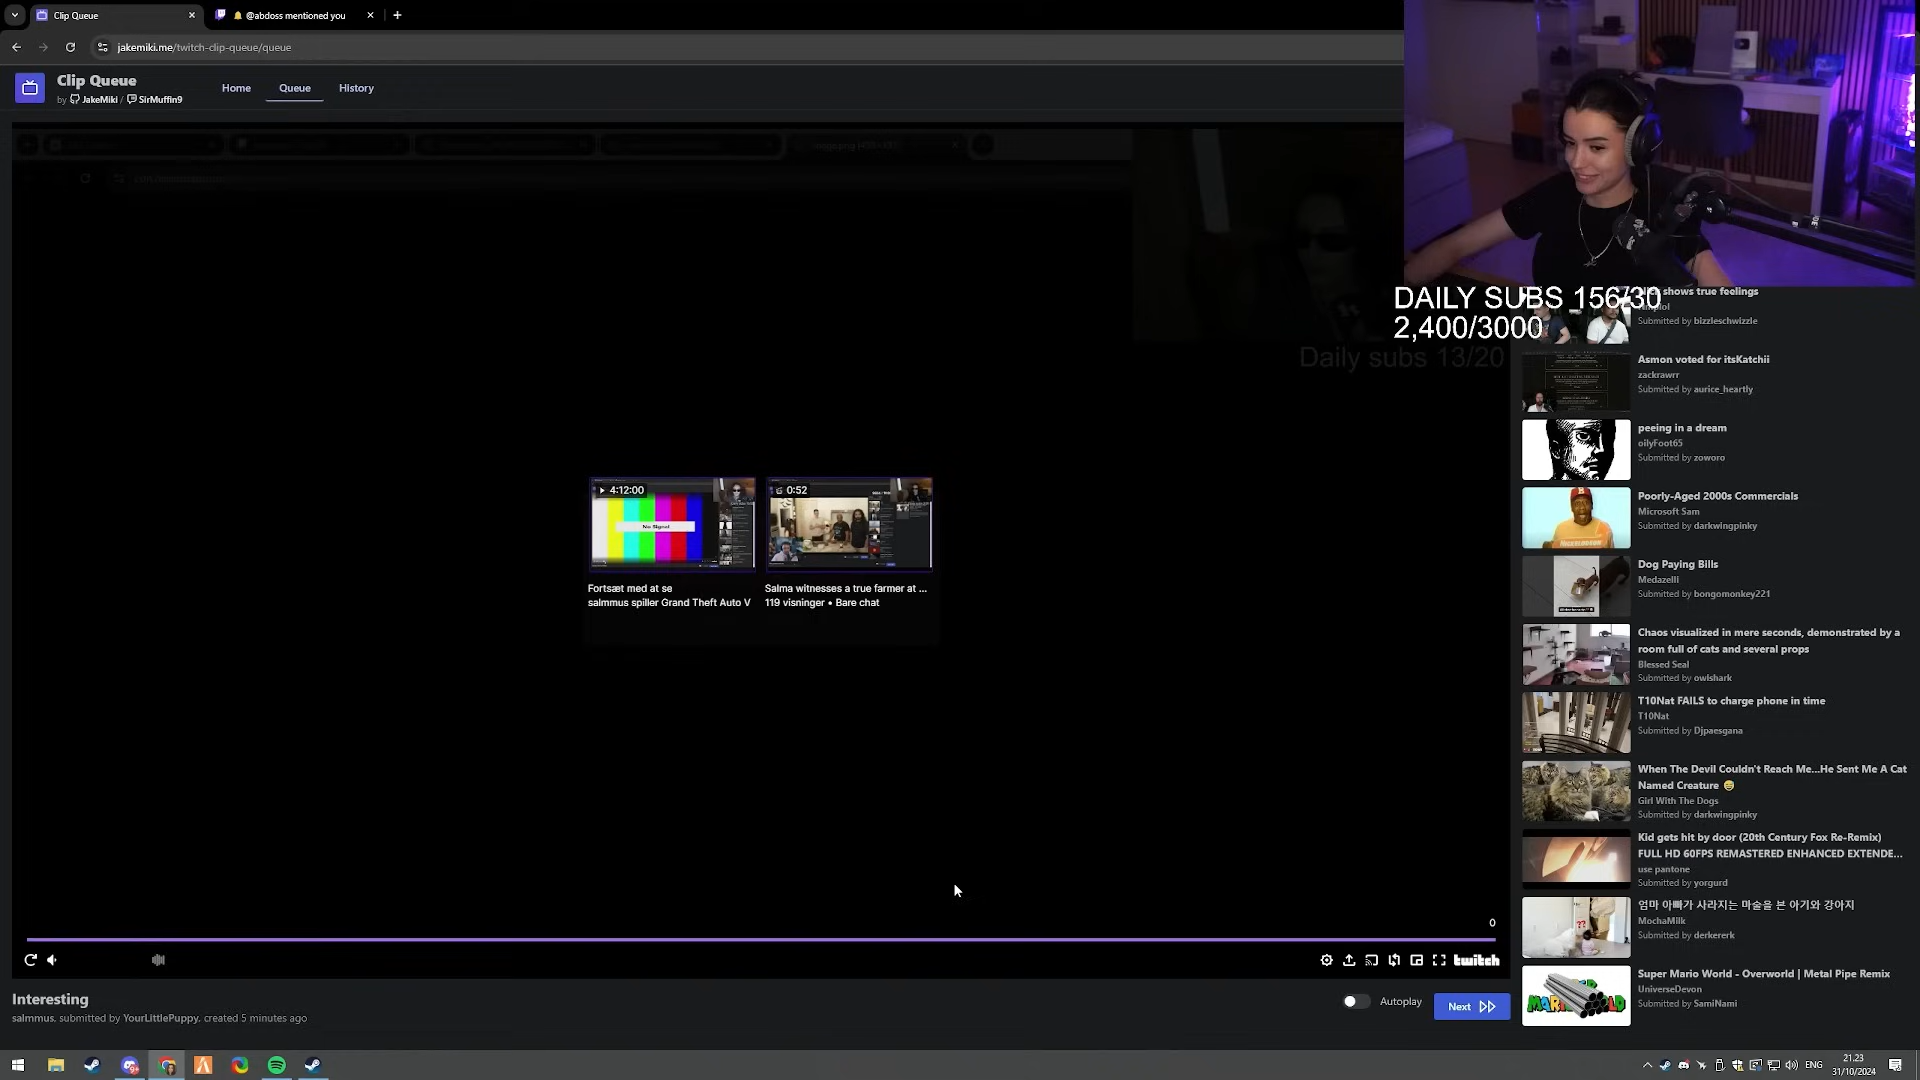 Clip Queue
@abdoss mentioned you
jakemiki.me/twitch-clip-queue/queue
Clip Queue
by JakeMiki / SirMuffin9
Home
Queue
History
DAILY SUBS 156/30
2,400/3000
Daily subs 13/20
4:12:00
No Signal
Fortsæt med at se
salmmus spiller Grand Theft Auto V
0:52
Salma witnesses a true farmer at ...
119 visninger • Bare chat
0
twitch
Interesting
salmmus, submitted by YourLittlePuppy, created 5 minutes ago
Autoplay
Next
shows true feelings
Submitted by bizzleschwizzle
Asmon voted for itsKatchii
zackrawrr
Submitted by aurice_heartly
peeing in a dream
oilyFoot65
Submitted by zoworo
Poorly-Aged 2000s Commercials
Microsoft Sam
Submitted by darkwingpinky
Dog Paying Bills
Medazelli
Submitted by bongomonkey221
Chaos visualized in mere seconds, demonstrated by a
room full of cats and several props
Blessed Seal
Submitted by owlshark
T10Nat FAILS to charge phone in time
T10Nat
Submitted by Djpaesgana
When The Devil Couldn't Reach Me...He Sent Me A Cat
Named Creature 😅
Girl With The Dogs
Submitted by darkwingpinky
Kid gets hit by door (20th Century Fox Re-Remix)
FULL HD 60FPS REMASTERED ENHANCED EXTENDE...
use pantone
Submitted by yorgurd
엄마 아빠가 사라지는 마술을 본 아기와 강아지
MochaMilk
Submitted by derkererk
Super Mario World - Overworld | Metal Pipe Remix
UniverseDevon
Submitted by SamiNami
ENG
21.23
31/10/2024